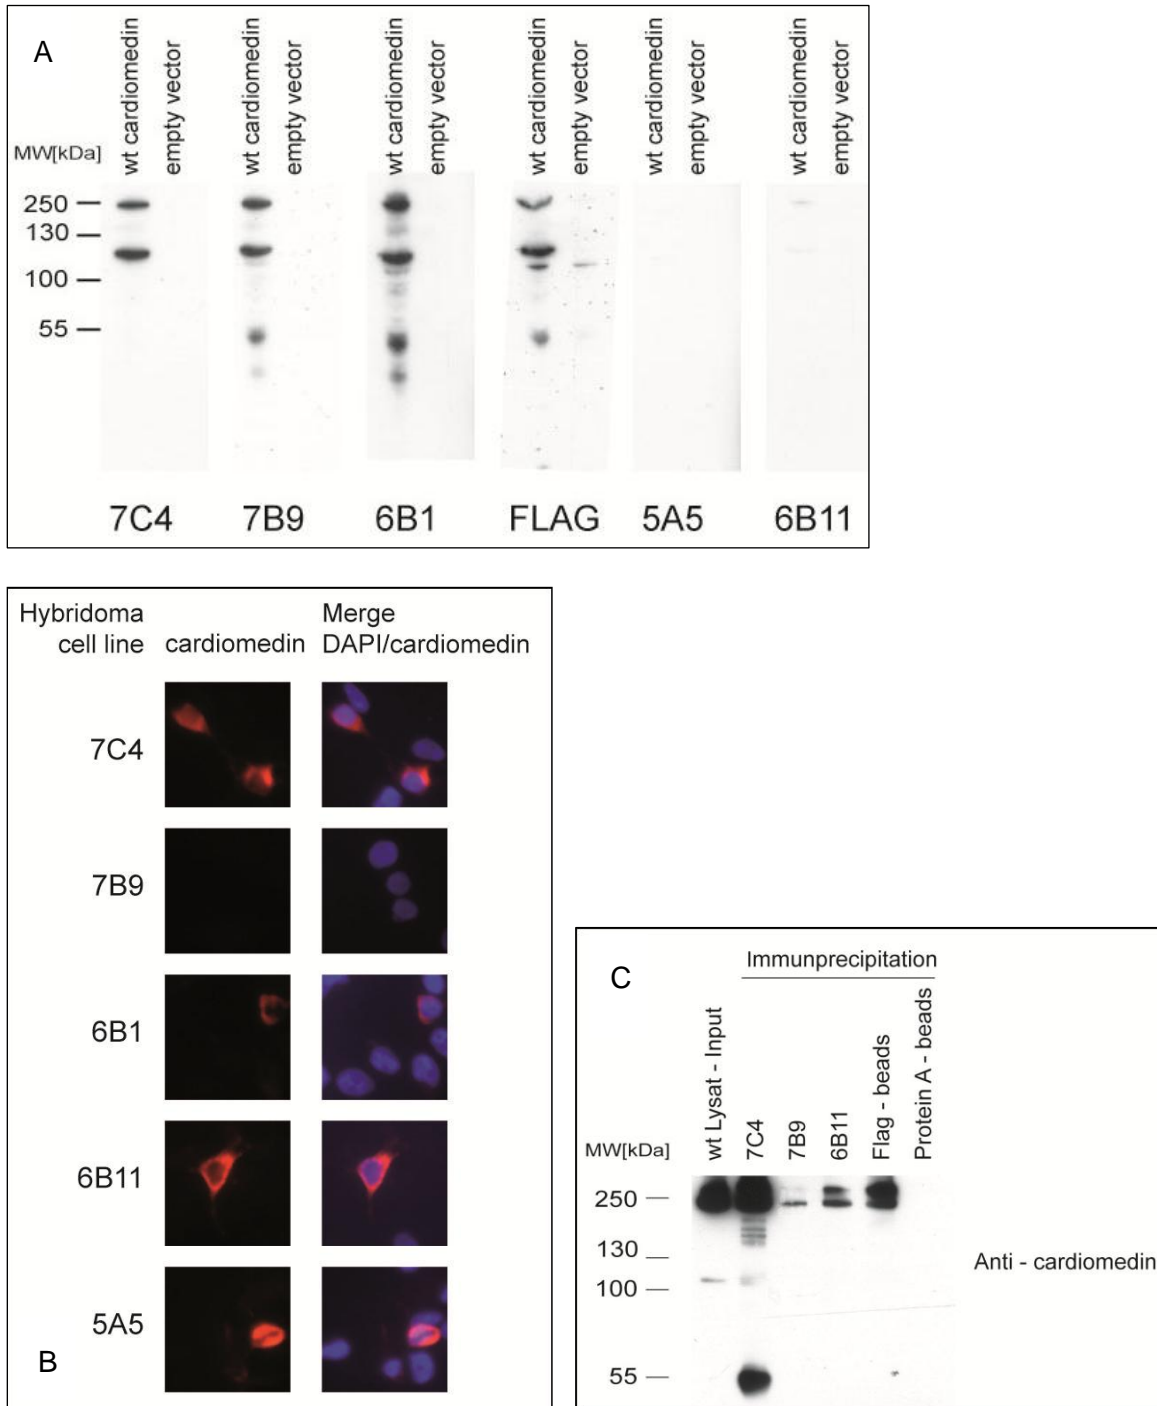 A
wt cardiomedin
empty vector
wt cardiomedin
empty vector
wt cardiomedin
empty vector
wt cardiomedin
empty vector
wt cardiomedin
empty vector
wt cardiomedin
empty vector
MW[kDa]
250
130
100
55
7C4
7B9
6B1
FLAG
5A5
6B11
Hybridoma
cell line
cardiomedin
Merge
DAPI/cardiomedin
7C4
7B9
6B1
6B11
5A5
B
C
Immunprecipitation
wt Lysat - Input
7C4
7B9
6B11
Flag - beads
Protein A - beads
MW[kDa]
250
130
100
55
Anti - cardiomedin